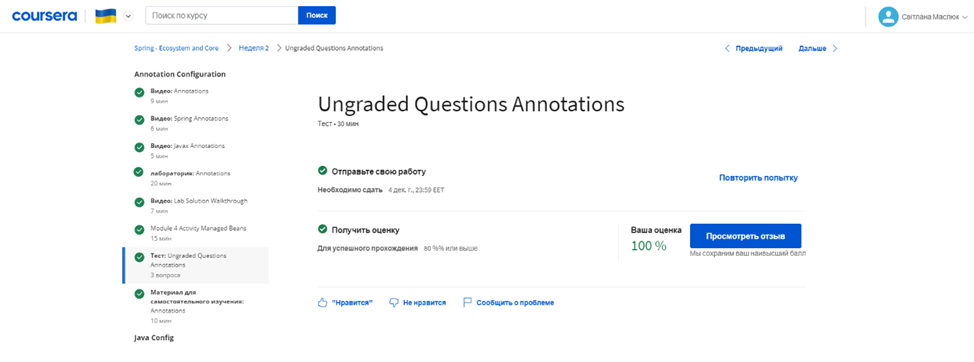 coursera
Поиск по курсу
Поиск
Світлана Маслюк
Spring - Ecosystem and Core
Неделя 2
Ungraded Questions Annotations
Предыдущий
Дальше
Annotation Configuration
Видео: Annotations
9 мин
Видео: Spring Annotations
6 мин
Видео: Javax Annotations
5 мин
лаборатория: Annotations
20 мин
Видео: Lab Solution Walkthrough
7 мин
Module 4 Activity Managed Beans
15 мин
Тест: Ungraded Questions
Annotations
3 вопроса
Материал для
самостоятельного изучения:
Annotations
10 мин
Java Config
Ungraded Questions Annotations
Тест • 30 мин
Отправьте свою работу
Необходимо сдать 4 дек. г., 23:59 EET
Повторить попытку
Получить оценку
Для успешного прохождения 80 %% или выше
Ваша оценка
100 %
Просмотреть отзыв
Мы сохраним ваш наивысший балл
"Нравится"
Не нравится
Сообщить о проблеме